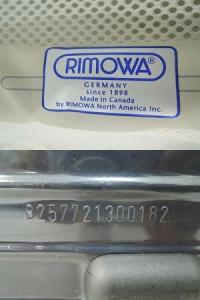 RIMOWA®
GERMANY
since 1898
Made in Canada
by RIMOWA North America Inc.
8257721300182